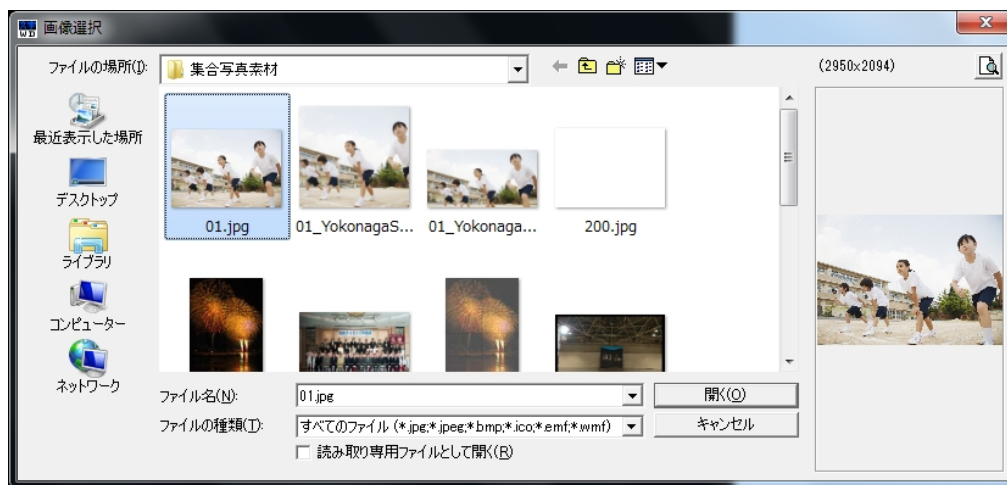 画像選択
ファイルの場所(I):
集合写真素材
(2950x2094)
最近表示した場所
デスクトップ
ライブラリ
コンピューター
ネットワーク
01.jpg
01_YokonagaS...
01_Yokonaga...
200.jpg
ファイル名(N):
01.jpg
開く(O)
ファイルの種類(T):
すべてのファイル (*.jpg;*.jpeg;*.bmp;*.ico;*.emf;*.wmf)
キャンセル
読み取り専用ファイルとして開く(R)